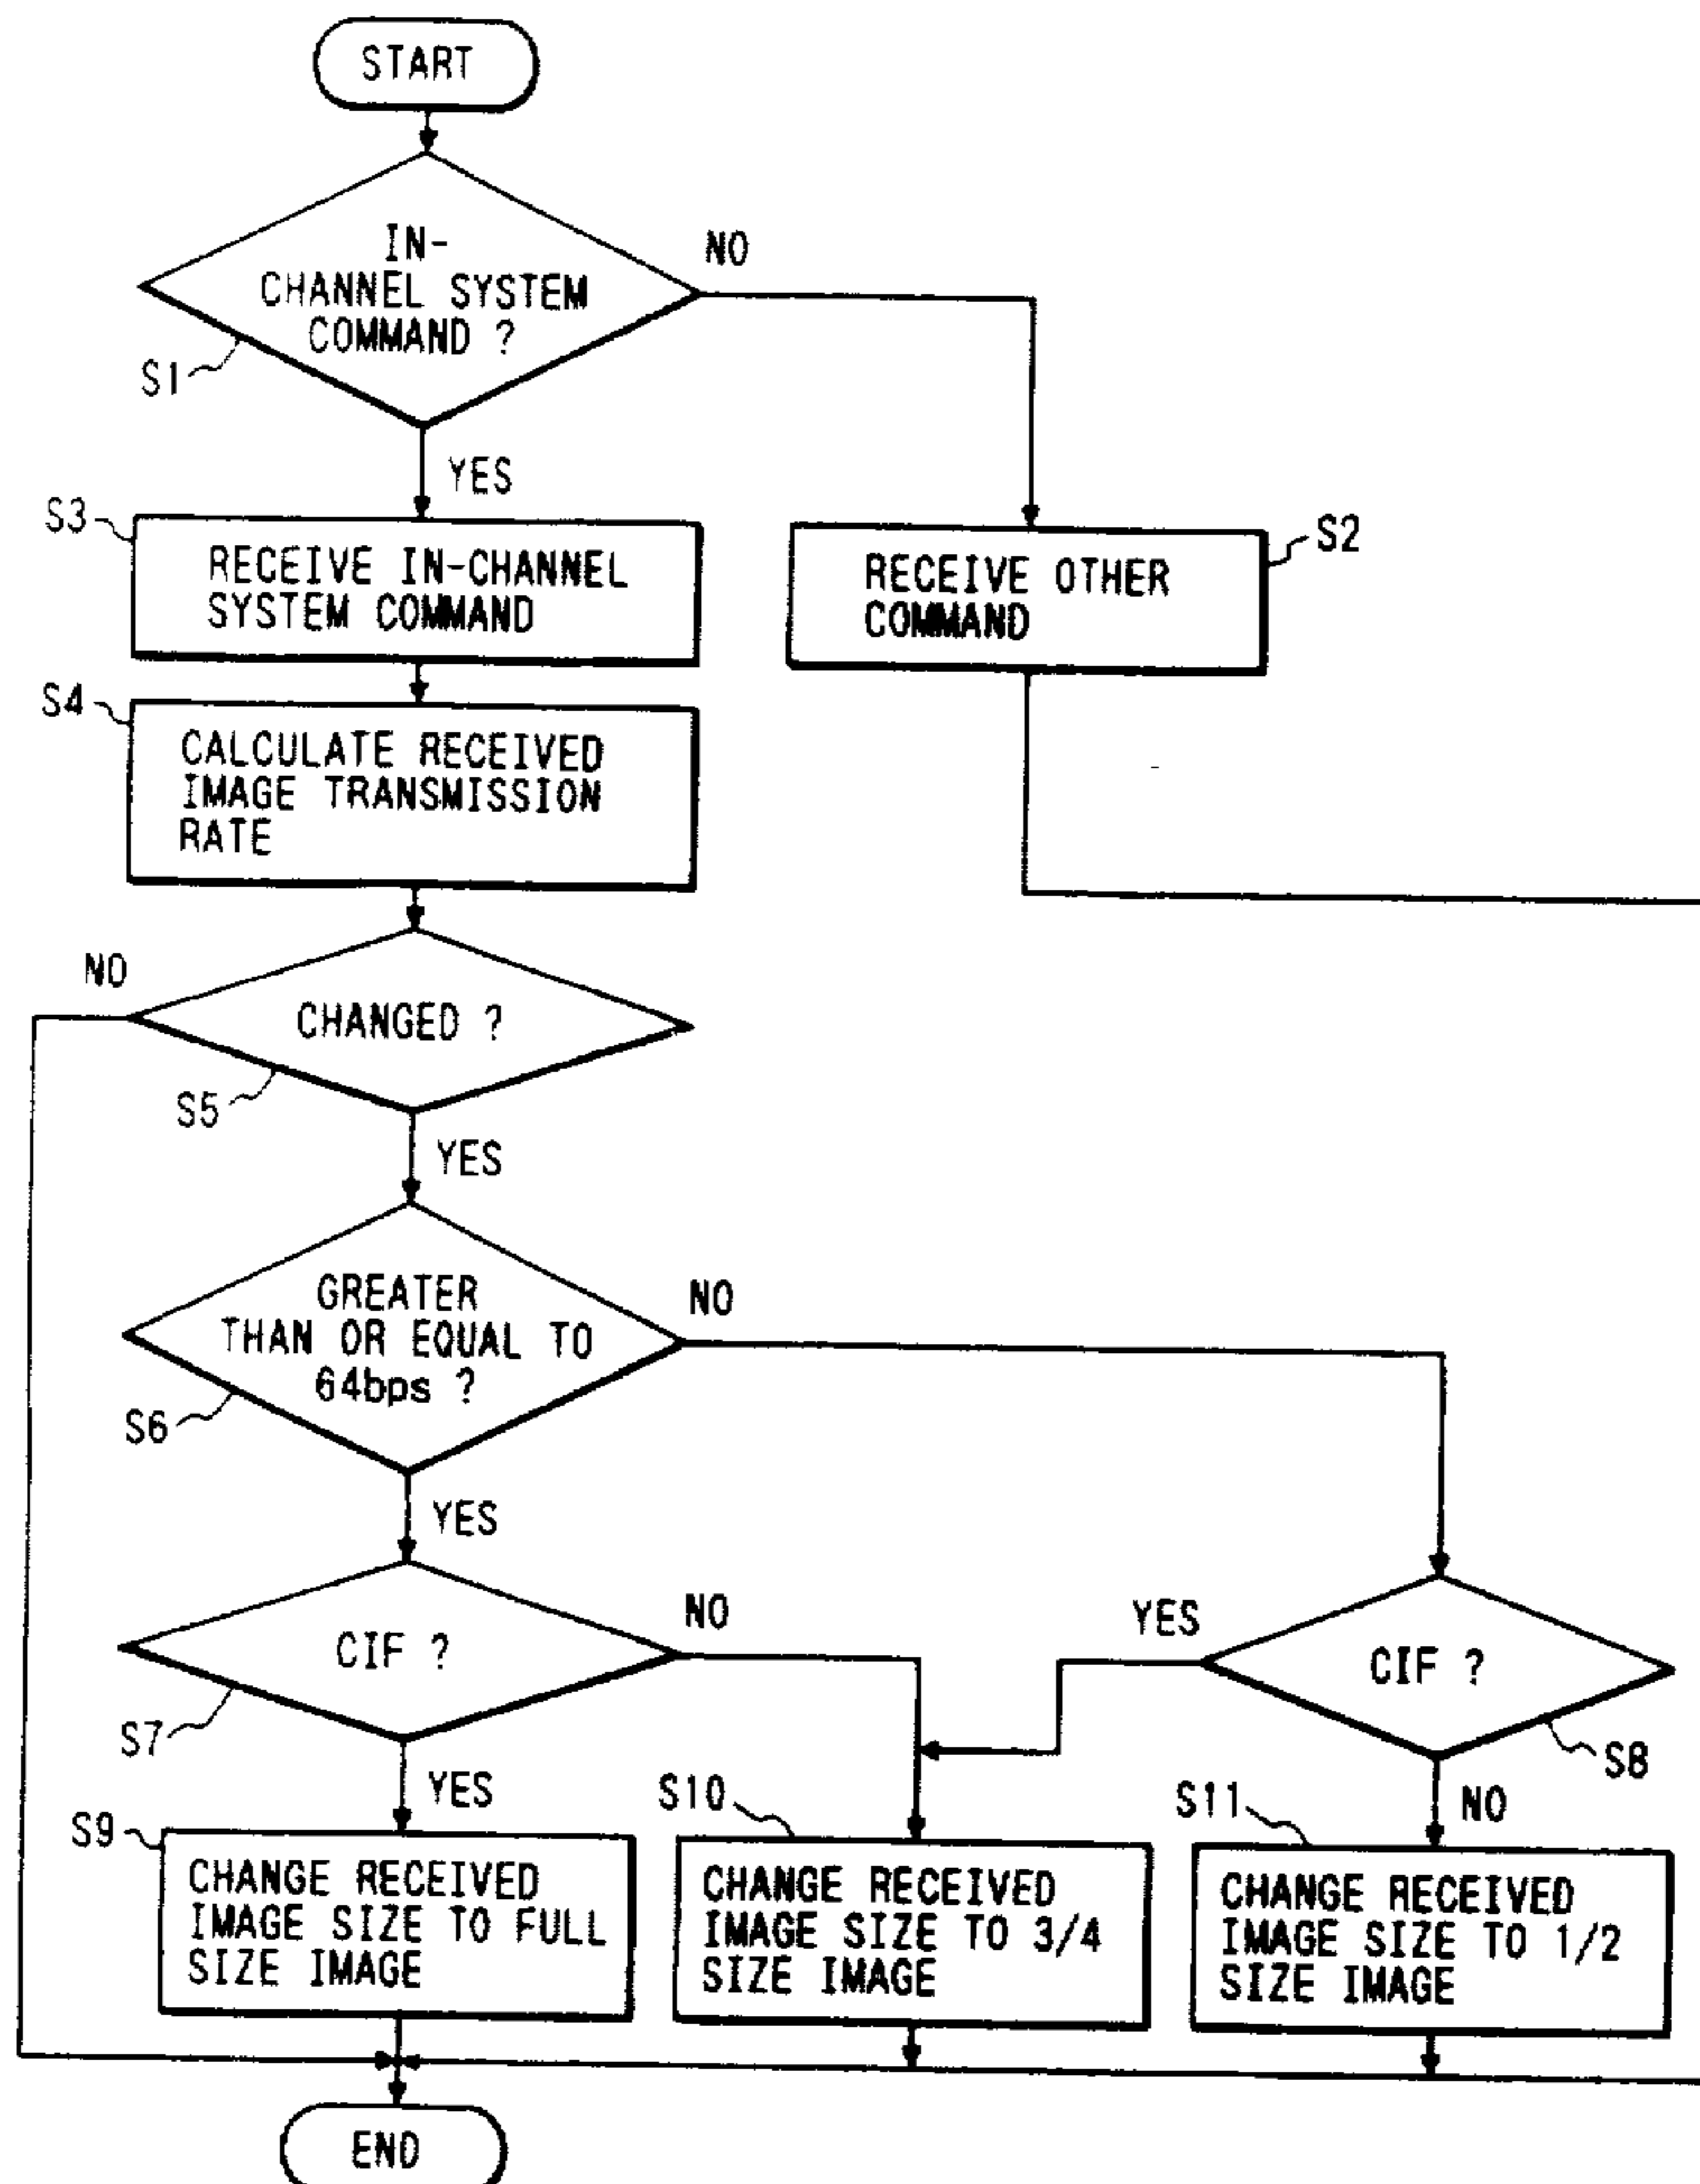 START
IN-
CHANNEL SYSTEM
COMMAND ?
NO
S1
YES
S3
RECEIVE IN-CHANNEL
SYSTEM COMMAND
S2
RECEIVE OTHER
COMMAND
S4
CALCULATE RECEIVED
IMAGE TRANSMISSION
RATE
NO
CHANGED ?
S5
YES
GREATER
THAN OR EQUAL TO
64bps ?
NO
S6
YES
CIF ?
NO
S7
YES
YES
CIF ?
S8
NO
S9
CHANGE RECEIVED
IMAGE SIZE TO FULL
SIZE IMAGE
S10
CHANGE RECEIVED
IMAGE SIZE TO 3/4
SIZE IMAGE
S11
CHANGE RECEIVED
IMAGE SIZE TO 1/2
SIZE IMAGE
END